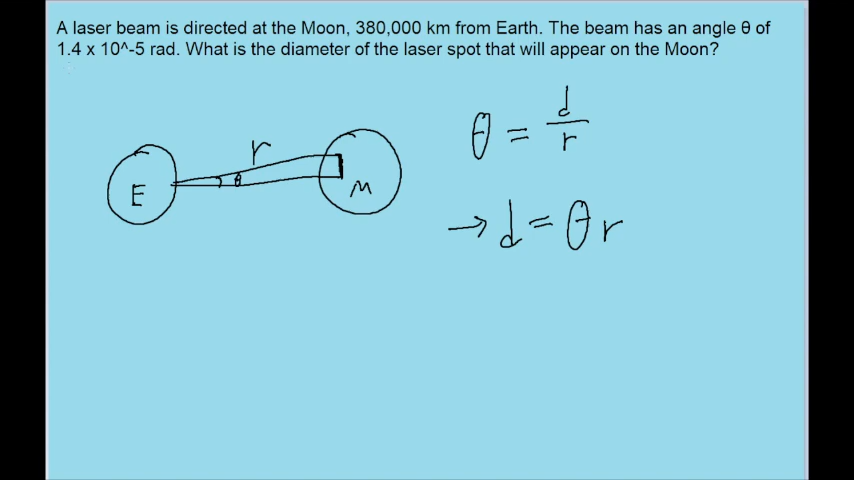 A laser beam is directed at the Moon, 380,000 km from Earth. The beam has an angle θ of
1.4 x 10^-5 rad. What is the diameter of the laser spot that will appear on the Moon?
E θ r M
θ = d/r
→ d = θ r